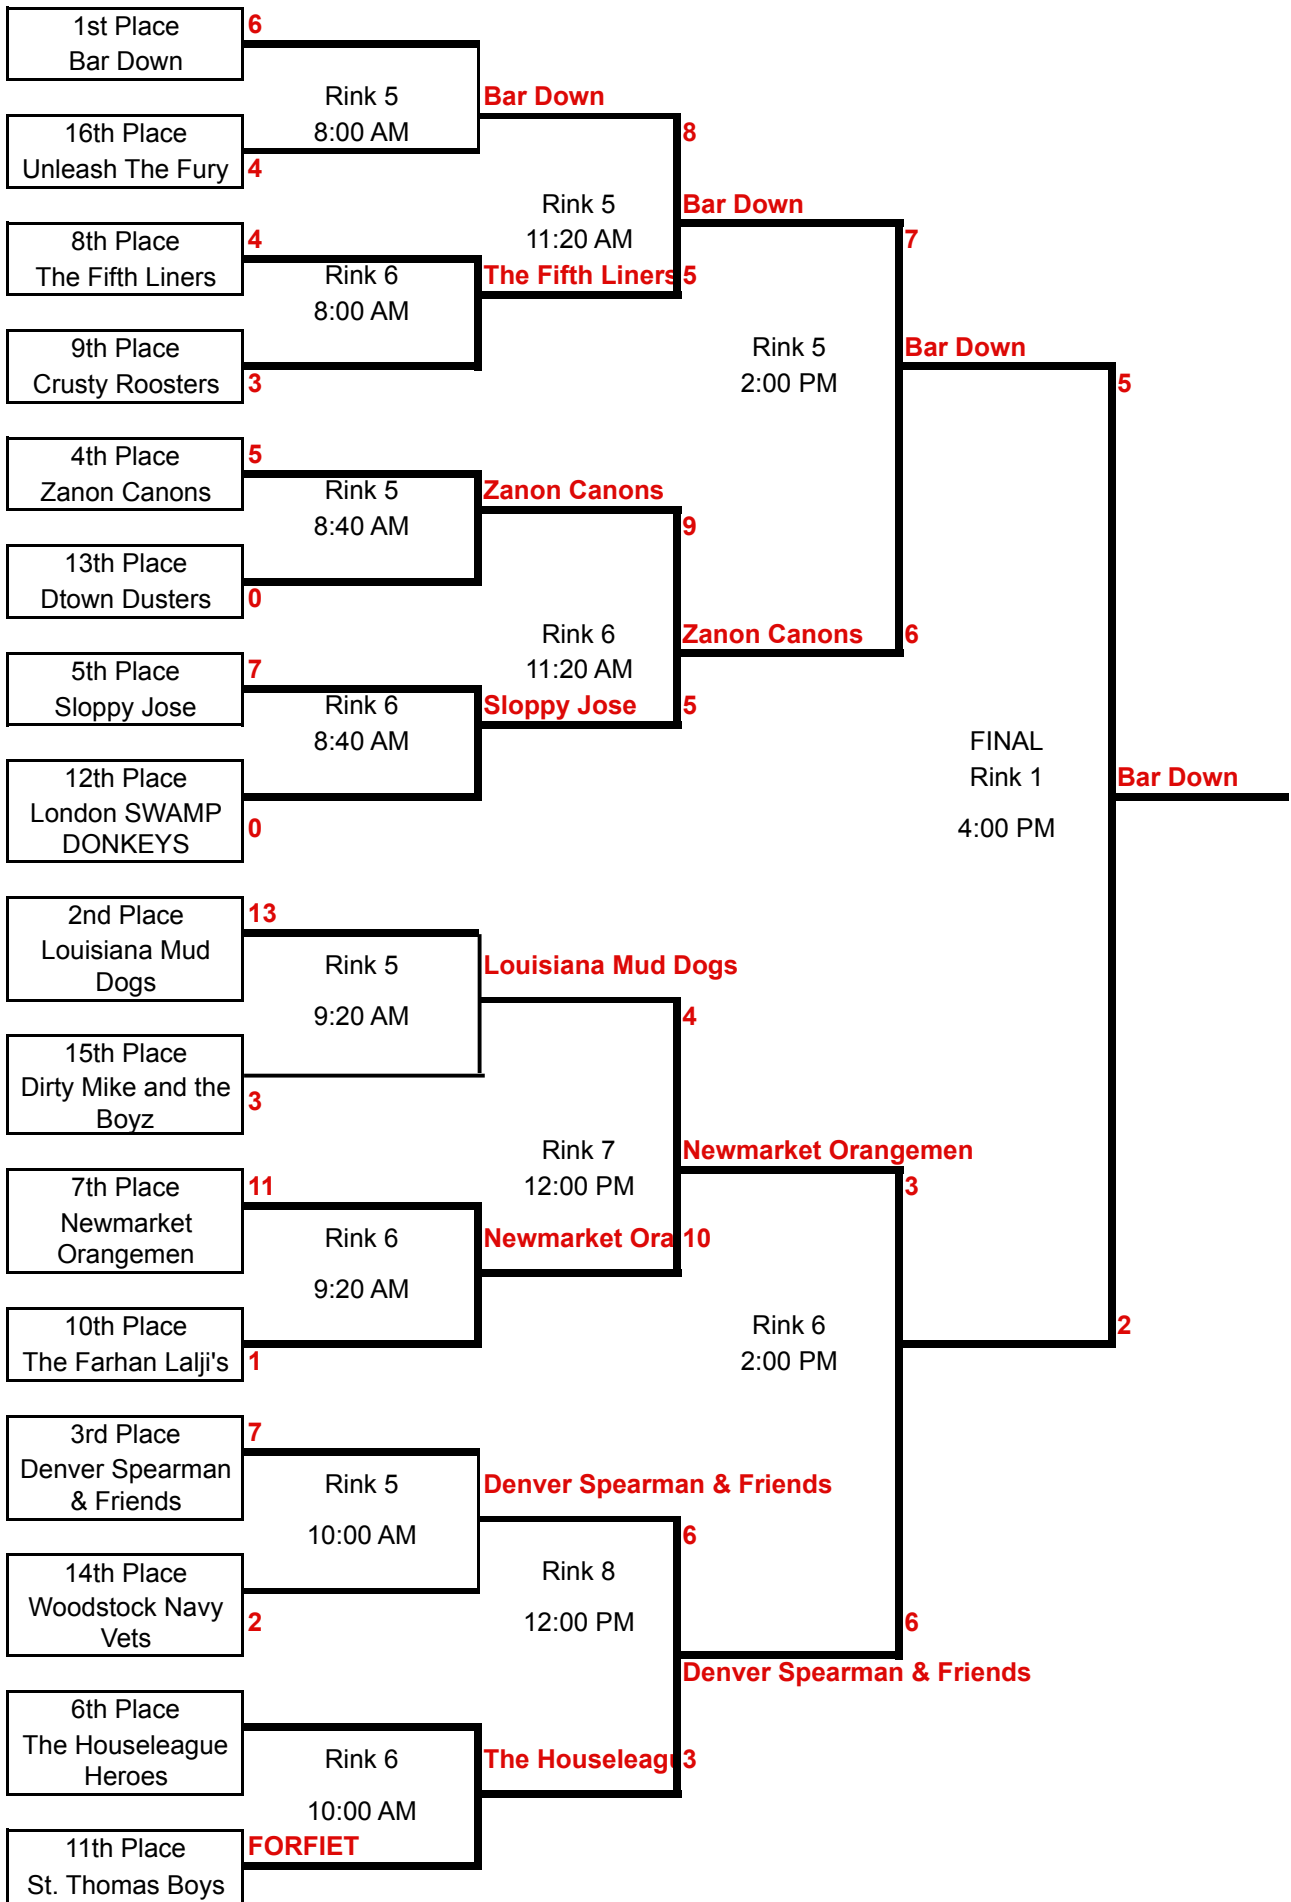 1st Place
Bar Down
6
Rink 5
8:00 AM
Bar Down
8
16th Place
Unleash The Fury
4
Rink 5
11:20 AM
Bar Down
7
8th Place
The Fifth Liners
4
Rink 6
8:00 AM
The Fifth Liners
5
9th Place
Crusty Roosters
3
Rink 5
2:00 PM
Bar Down
5
4th Place
Zanon Canons
5
Rink 5
8:40 AM
Zanon Canons
9
13th Place
Dtown Dusters
0
Rink 6
11:20 AM
Zanon Canons
6
5th Place
Sloppy Jose
7
Rink 6
8:40 AM
Sloppy Jose
5
FINAL
Rink 1
4:00 PM
Bar Down
12th Place
London SWAMP
DONKEYS
0
2nd Place
Louisiana Mud
Dogs
13
Rink 5
9:20 AM
Louisiana Mud Dogs
4
15th Place
Dirty Mike and the
Boyz
3
Rink 7
12:00 PM
Newmarket Orangemen
3
7th Place
Newmarket
Orangemen
11
Rink 6
9:20 AM
Newmarket Ora
10
10th Place
The Farhan Lalji's
1
Rink 6
2:00 PM
2
3rd Place
Denver Spearman
& Friends
7
Rink 5
10:00 AM
Denver Spearman & Friends
6
14th Place
Woodstock Navy
Vets
2
Rink 8
12:00 PM
6
Denver Spearman & Friends
6th Place
The Houseleague
Heroes
Rink 6
10:00 AM
The Houseleag
3
11th Place
St. Thomas Boys
FORFIET